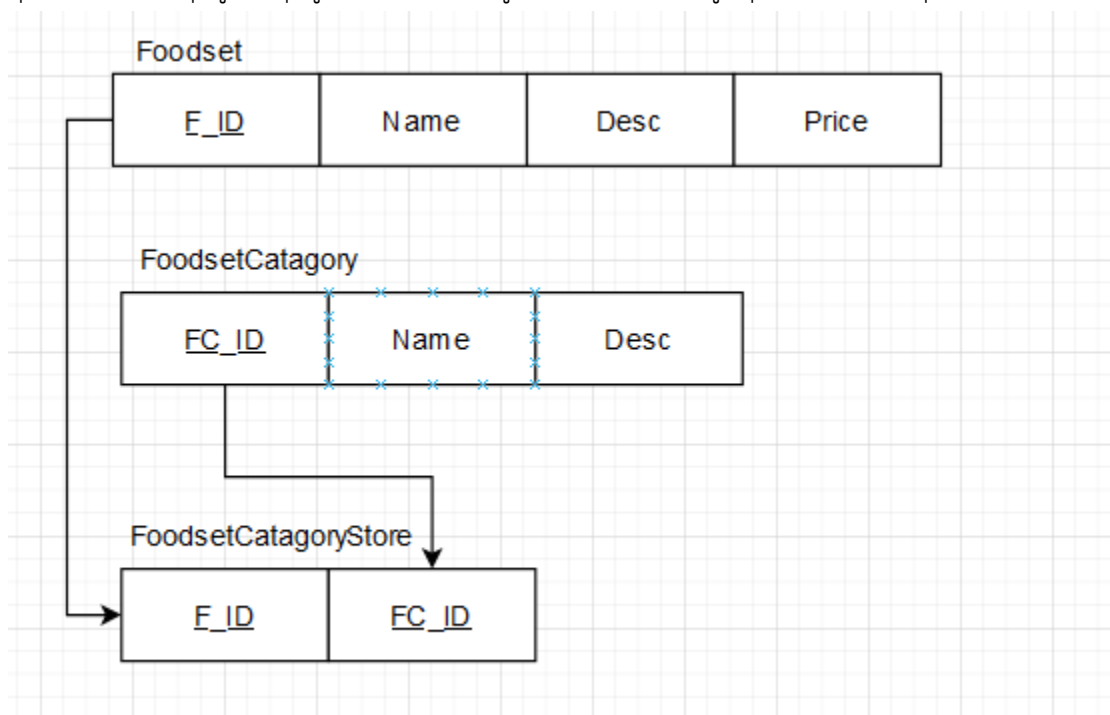 Foodset
F_ID Name Desc Price
FoodsetCatagory
FC_ID Name Desc
FoodsetCatagoryStore
F_ID FC_ID